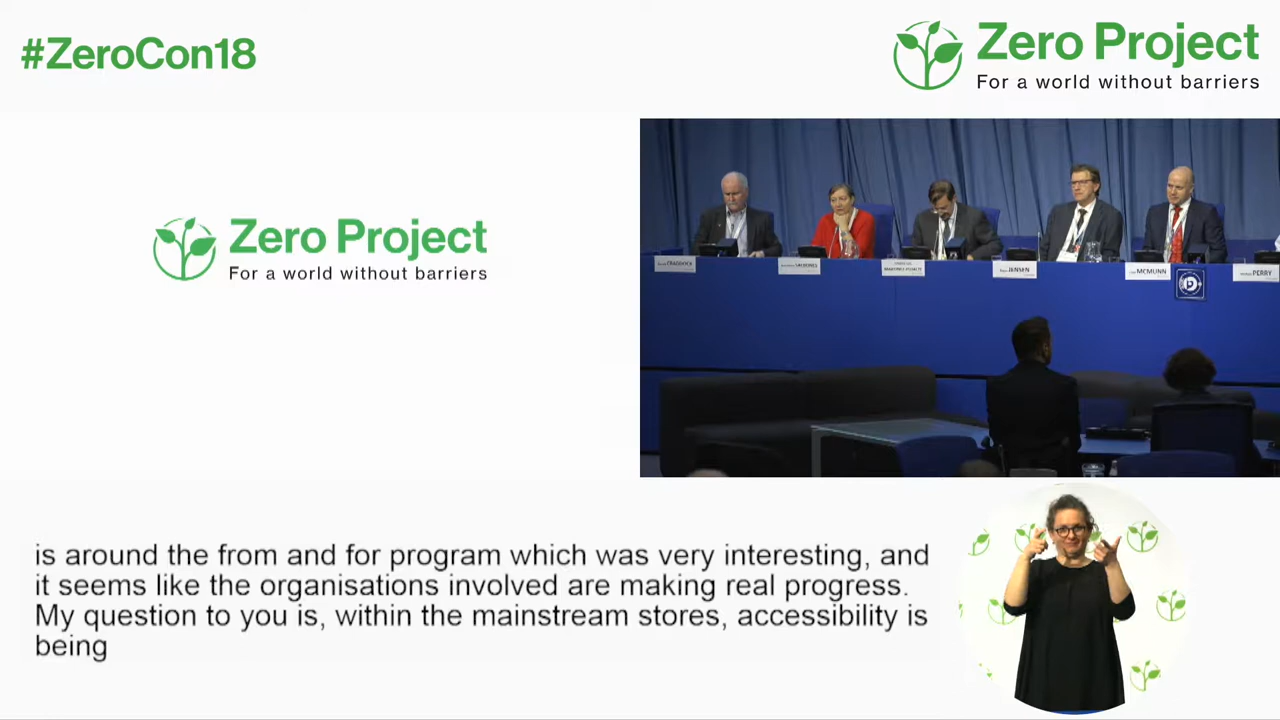 #ZeroCon18
Zero Project
For a world without barriers
Zero Project
For a world without barriers
CRADDOCK
JENSEN
MCMUNN
PERRY
is around the from and for program which was very interesting, and
it seems like the organisations involved are making real progress.
My question to you is, within the mainstream stores, accessibility is
being